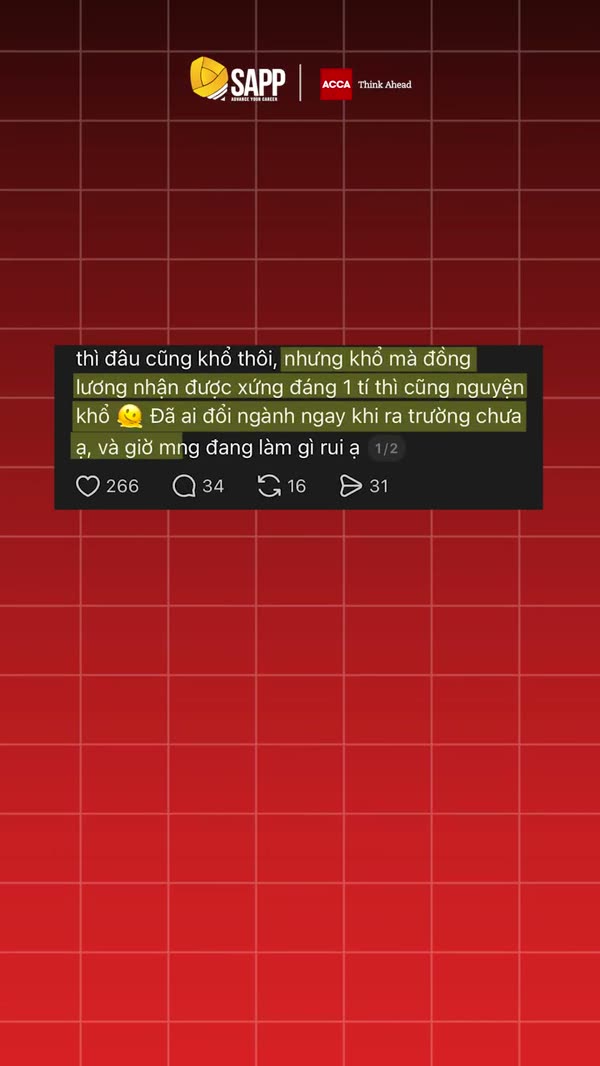 SAPP
ADVANCE YOUR CAREER
ACCA
Think Ahead
thì đâu cũng khổ thôi, nhưng khổ mà đồng
lương nhận được xứng đáng 1 tí thì cũng nguyện
khổ 🫠 Đã ai đổi ngành ngay khi ra trường chưa
ạ, và giờ mng đang làm gì rui ạ 1/2
266 34 16 31